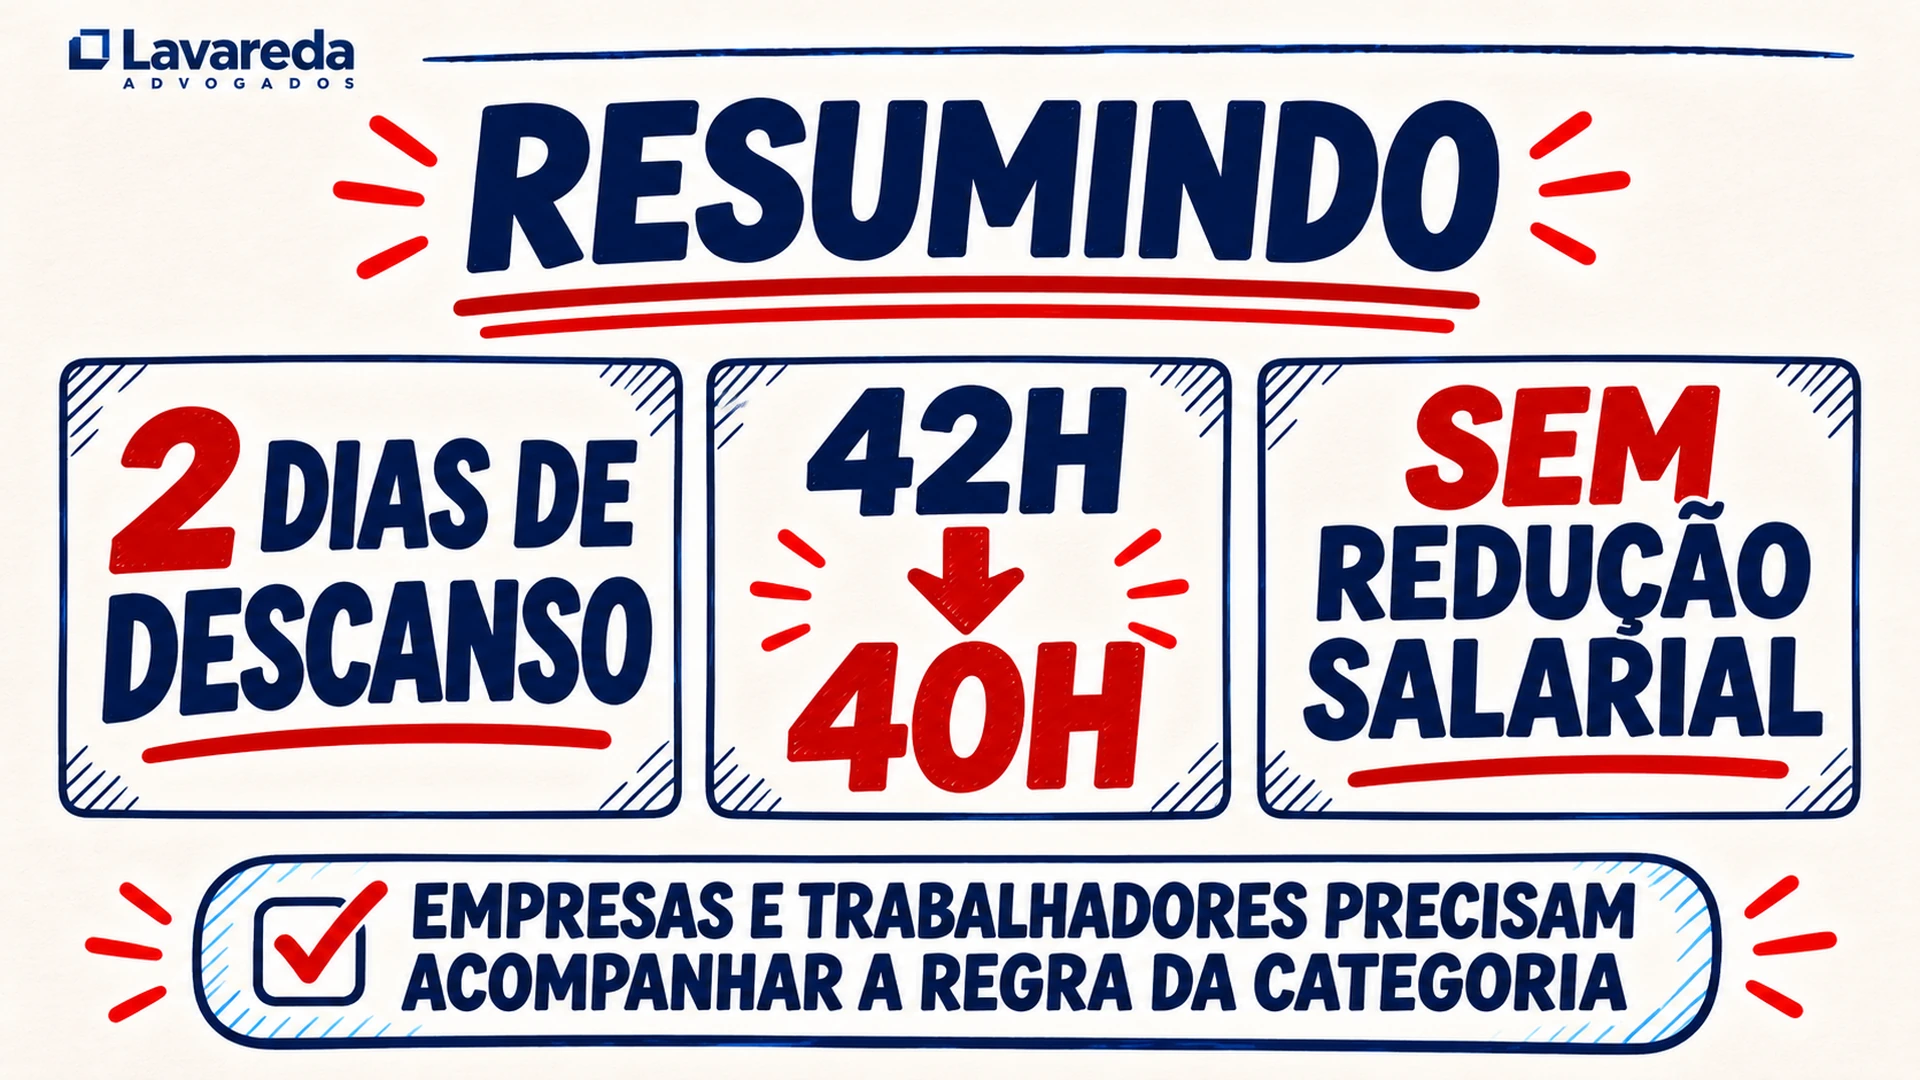 Lavareda
ADVOGADOS
RESUMINDO
2 DIAS DE
DESCANSO
42H
40H
SEM
REDUÇÃO
SALARIAL
EMPRESAS E TRABALHADORES PRECISAM
ACOMPANHAR A REGRA DA CATEGORIA